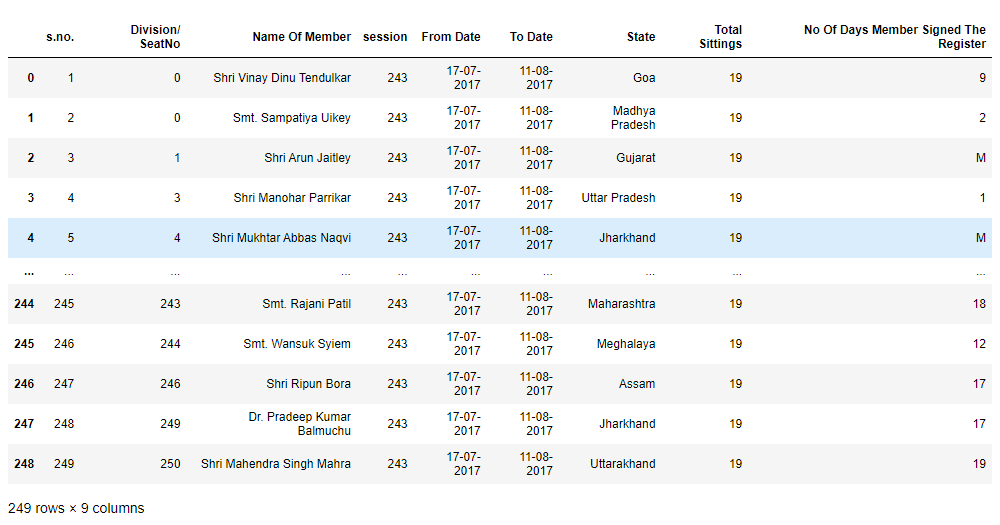 s.no. Division/ SeatNo Name Of Member session From Date To Date State Total Sittings No Of Days Member Signed The Register
0 1 0 Shri Vinay Dinu Tendulkar 243 17-07-2017 11-08-2017 Goa 19 9
1 2 0 Smt. Sampatiya Uikey 243 17-07-2017 11-08-2017 Madhya Pradesh 19 2
2 3 1 Shri Arun Jaitley 243 17-07-2017 11-08-2017 Gujarat 19 M
3 4 3 Shri Manohar Parrikar 243 17-07-2017 11-08-2017 Uttar Pradesh 19 1
4 5 4 Shri Mukhtar Abbas Naqvi 243 17-07-2017 11-08-2017 Jharkhand 19 M
... ... ... ... ... ... ... ... ... ...
244 245 243 Smt. Rajani Patil 243 17-07-2017 11-08-2017 Maharashtra 19 18
245 246 244 Smt. Wansuk Syiem 243 17-07-2017 11-08-2017 Meghalaya 19 12
246 247 246 Shri Ripun Bora 243 17-07-2017 11-08-2017 Assam 19 17
247 248 249 Dr. Pradeep Kumar Balmuchu 243 17-07-2017 11-08-2017 Jharkhand 19 17
248 249 250 Shri Mahendra Singh Mahra 243 17-07-2017 11-08-2017 Uttarakhand 19 19
249 rows × 9 columns